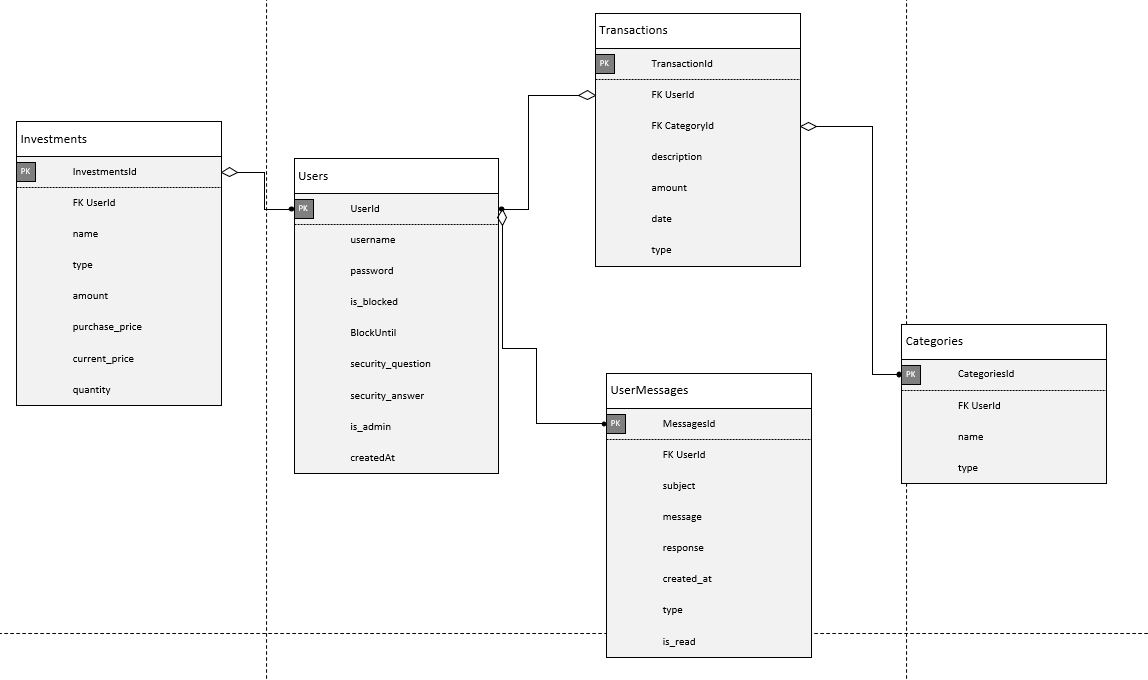 Investments
PK InvestmentsId
FK UserId
name
type
amount
purchase_price
current_price
quantity
Users
PK UserId
username
password
is_blocked
BlockUntil
security_question
security_answer
is_admin
createdAt
Transactions
PK TransactionId
FK UserId
FK CategoryId
description
amount
date
type
UserMessages
PK MessagesId
FK UserId
subject
message
response
created_at
type
is_read
Categories
PK CategoriesId
FK UserId
name
type